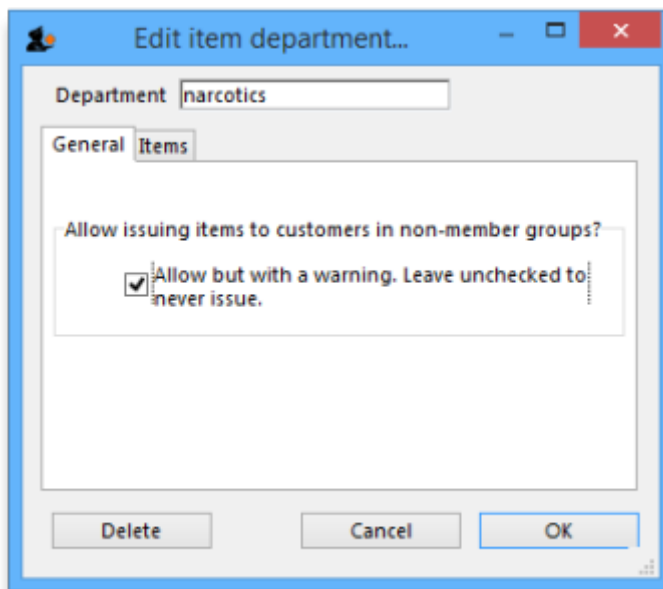 Edit item department...
Department narcotics
General Items
Allow issuing items to customers in non-member groups?
Allow but with a warning. Leave unchecked to
never issue.
Delete Cancel OK